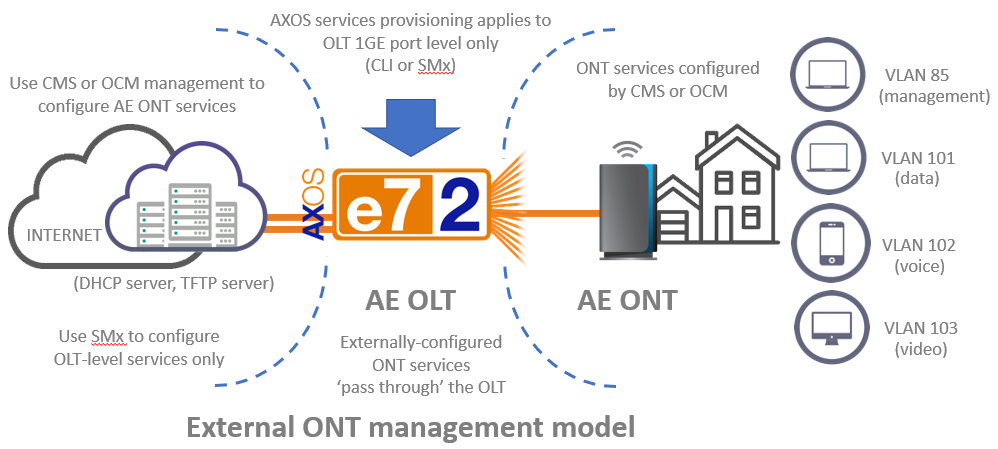 AXOS services provisioning applies to
OLT 1GE port level only
(CLI or SMx)
Use CMS or OCM management to
configure AE ONT services
ONT services configured
by CMS or OCM
VLAN 85
(management)
VLAN 101
(data)
VLAN 102
(voice)
VLAN 103
(video)
INTERNET
(DHCP server, TFTP server)
AXOS
e7 2
AE OLT
AE ONT
Use SMx to configure
OLT-level services only
Externally-configured
ONT services
‘pass through’ the OLT
External ONT management model